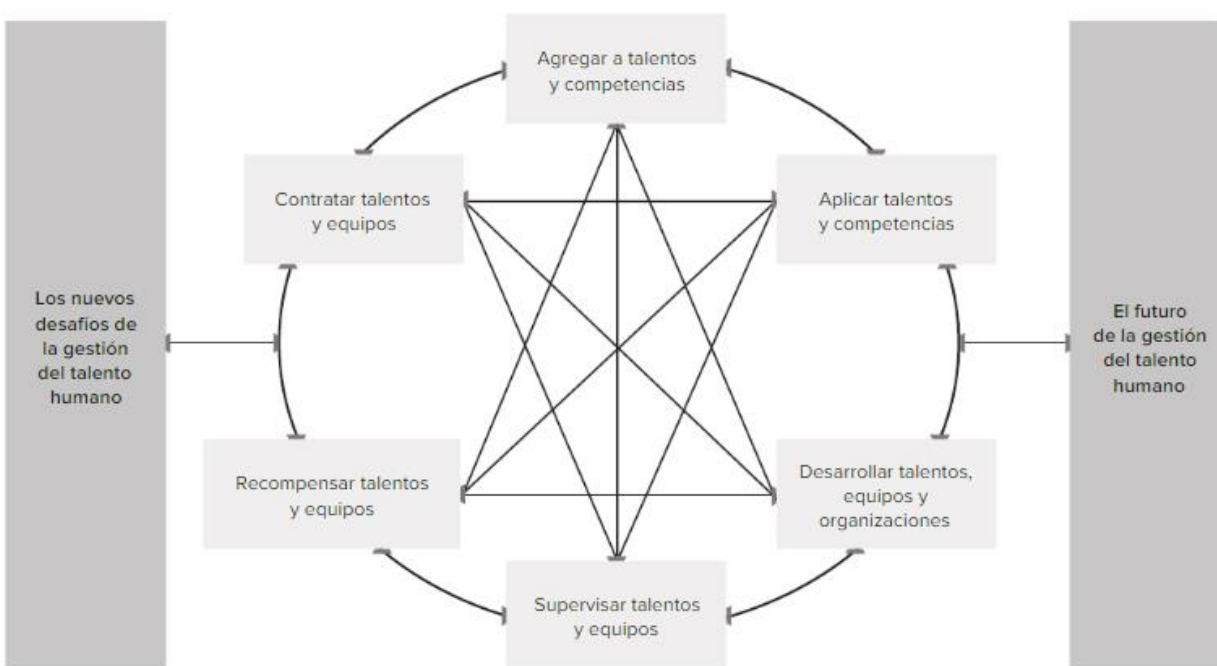 Agregar a talentos
y competencias
Contratar talentos
y equipos
Aplicar talentos
y competencias
Los nuevos
desafíos de
la gestión
del talento
humano
El futuro
de la gestión
del talento
humano
Recompensar talentos
y equipos
Desarrollar talentos,
equipos y
organizaciones
Supervisar talentos
y equipos